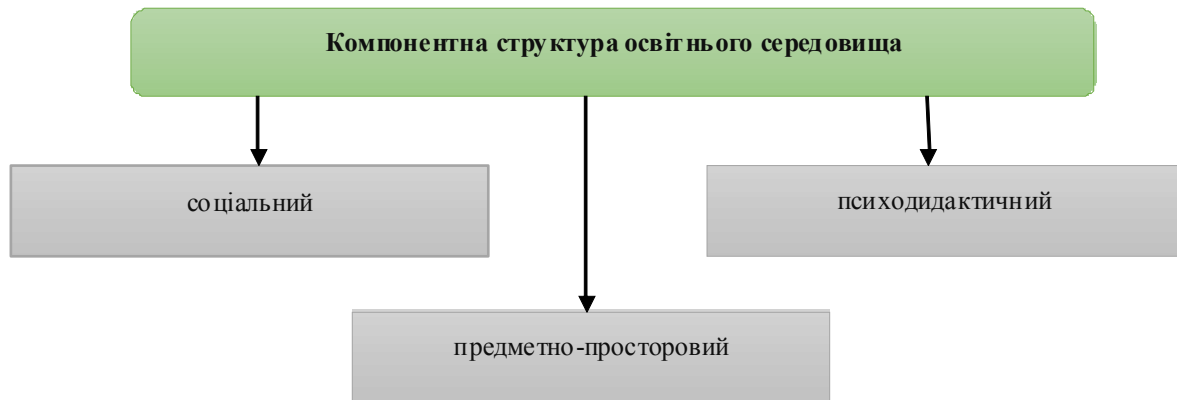 Компонентна структура освітнього середовища
соціальний
психодидактичний
предметно-просторовий